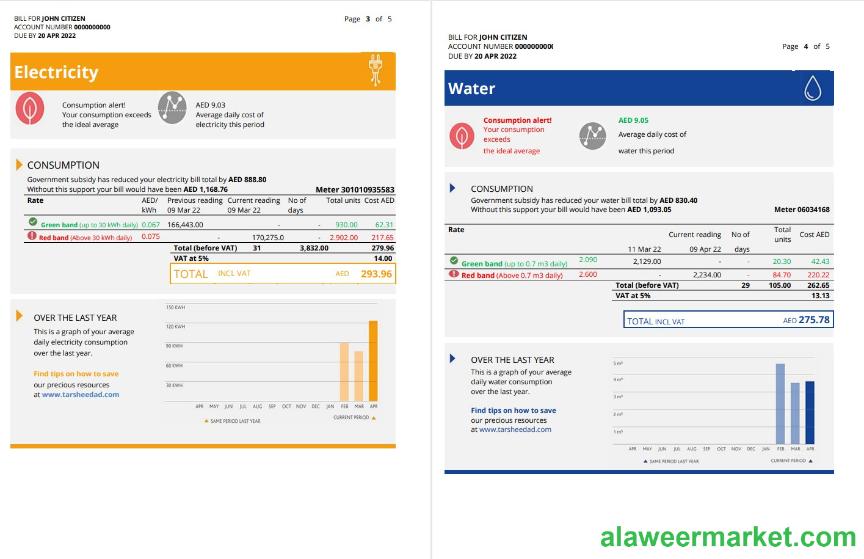 BILL FOR JOHN CITIZEN
ACCOUNT NUMBER 0000000000
DUE BY 20 APR 2022
Page 3 of 5
Electricity
Consumption alert!
Your consumption exceeds
the ideal average
AED 9.03
Average daily cost of
electricity this period
CONSUMPTION
Government subsidy has reduced your electricity bill total by AED 888.80
Without this support your bill would have been AED 1,168.76 Meter 301010935583
Rate AED/ Previous reading Current reading No of Total units Cost AED
kWh 09 Mar 22 09 Mar 22 days
Green band (up to 30 kWh daily) 0.067 166,443.00 - - 930.00 62.31
Red band (Above 30 kWh daily) 0.075 170,275.0 - 2.902.00 217.65
Total (before VAT) 31 3,832.00 279.96
VAT at 5% 14.00
TOTAL INCL VAT AED 293.96
OVER THE LAST YEAR
This is a graph of your average
daily electricity consumption
over the last year.
Find tips on how to save
our precious resources
at www.tarsheedad.com
150 KWH
120 KWH
90 KWH
60 KWH
30 KWH
APR MAY JUN JUL AUG SEP OCT NOV DEC JAN FEB MAR APR
SAME PERIOD LAST YEAR CURRENT PERIOD
BILL FOR JOHN CITIZEN
ACCOUNT NUMBER 0000000000
DUE BY 20 APR 2022
Page 4 of 5
Water
Consumption alert!
Your consumption
exceeds
the ideal average
AED 9.05
Average daily cost of
water this period
CONSUMPTION
Government subsidy has reduced your water bill total by AED 830.40
Without this support your bill would have been AED 1,093.05 Meter 06034168
Rate Current reading No of Total units Cost AED
11 Mar 22 09 Apr 22 days
Green band (up to 0.7 m3 daily) 2.090 2,129.00 - - 20.30 42.43
Red band (Above 0.7 m3 daily) 2.600 - 2,234.00 - 84.70 220.22
Total (before VAT) 29 105.00 262.65
VAT at 5% 13.13
TOTAL INCL VAT AED 275.78
OVER THE LAST YEAR
This is a graph of your average
daily water consumption
over the last year.
Find tips on how to save
our precious resources
at www.tarsheedad.com
5 m³
4 m³
3 m³
2 m³
1 m³
APR MAY JUN JUL AUG SEP OCT NOV DEC JAN FEB MAR APR
SAME PERIOD LAST YEAR CURRENT PERIOD
alaweermarket.com